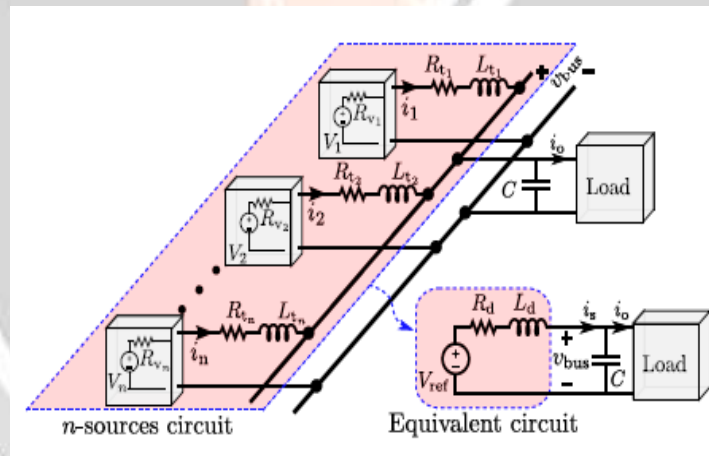 R_t1 L_t1
+ v_bus −
R_v1 i_1
V_1
i_o
R_t2 L_t2
Load
C
R_v2 i_2
V_2
R_tn L_tn
R_d L_d i_s i_o
R_vn i_n
V_n
+
v_bus
−
V_ref
C
Load
n-sources circuit
Equivalent circuit